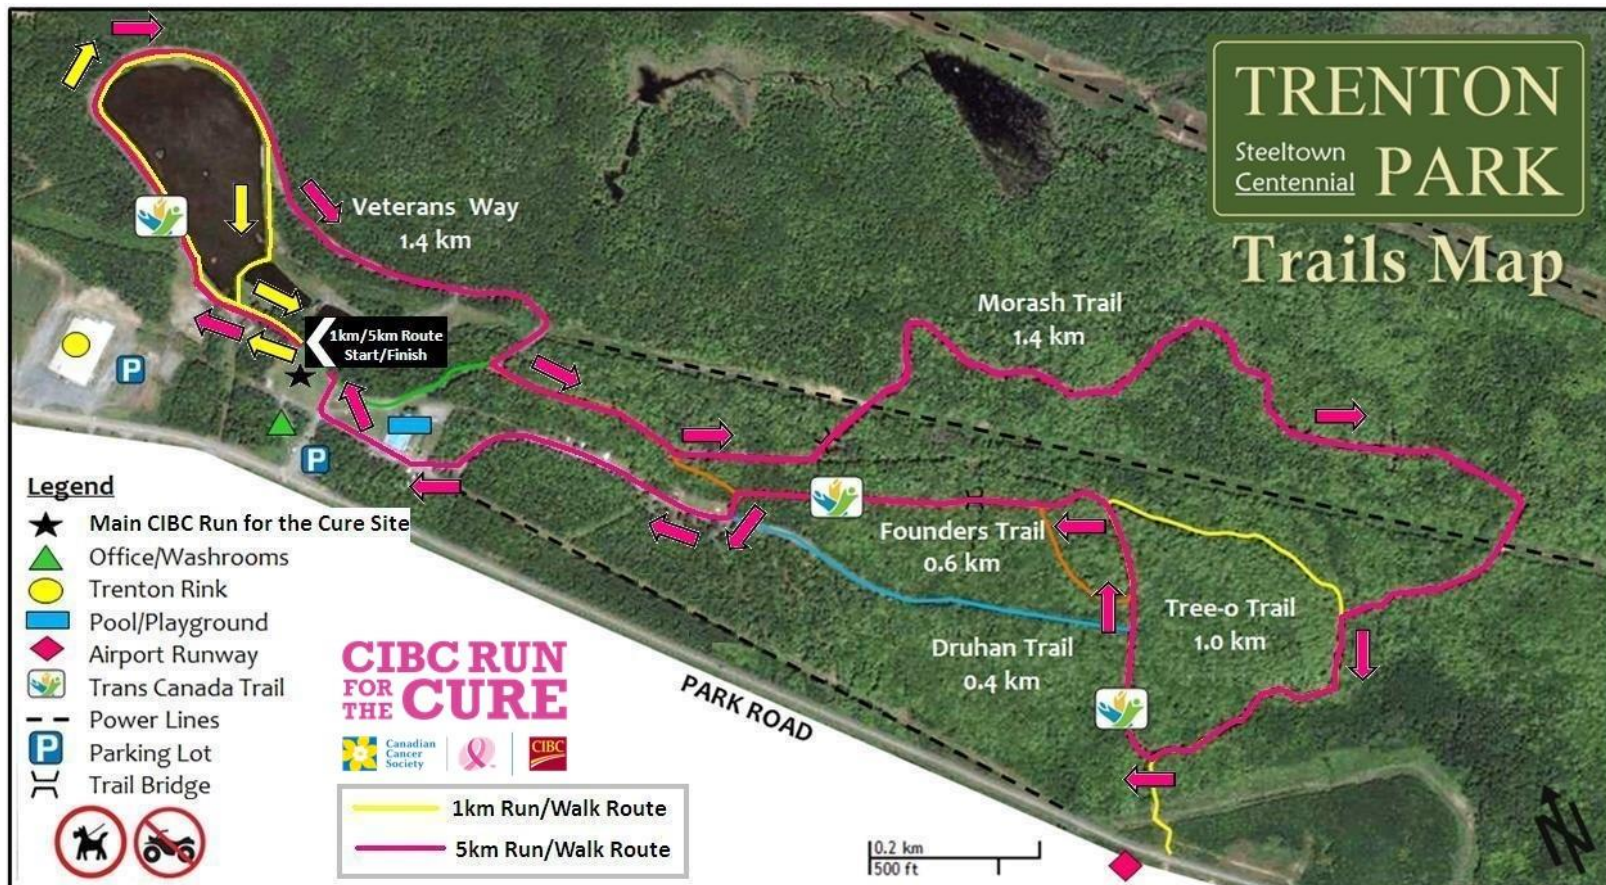 TRENTON
Steeltown
Centennial
PARK
Trails Map
Veterans Way
1.4 km
Morash Trail
1.4 km
1km/5km Route
Start/Finish
P
P
Founders Trail
0.6 km
Tree-o Trail
1.0 km
Druhan Trail
0.4 km
PARK ROAD
Legend
Main CIBC Run for the Cure Site
Office/Washrooms
Trenton Rink
Pool/Playground
Airport Runway
Trans Canada Trail
Power Lines
P Parking Lot
Trail Bridge
CIBC RUN
FOR THE CURE
Canadian
Cancer
Society
CIBC
1km Run/Walk Route
5km Run/Walk Route
0.2 km
500 ft
N